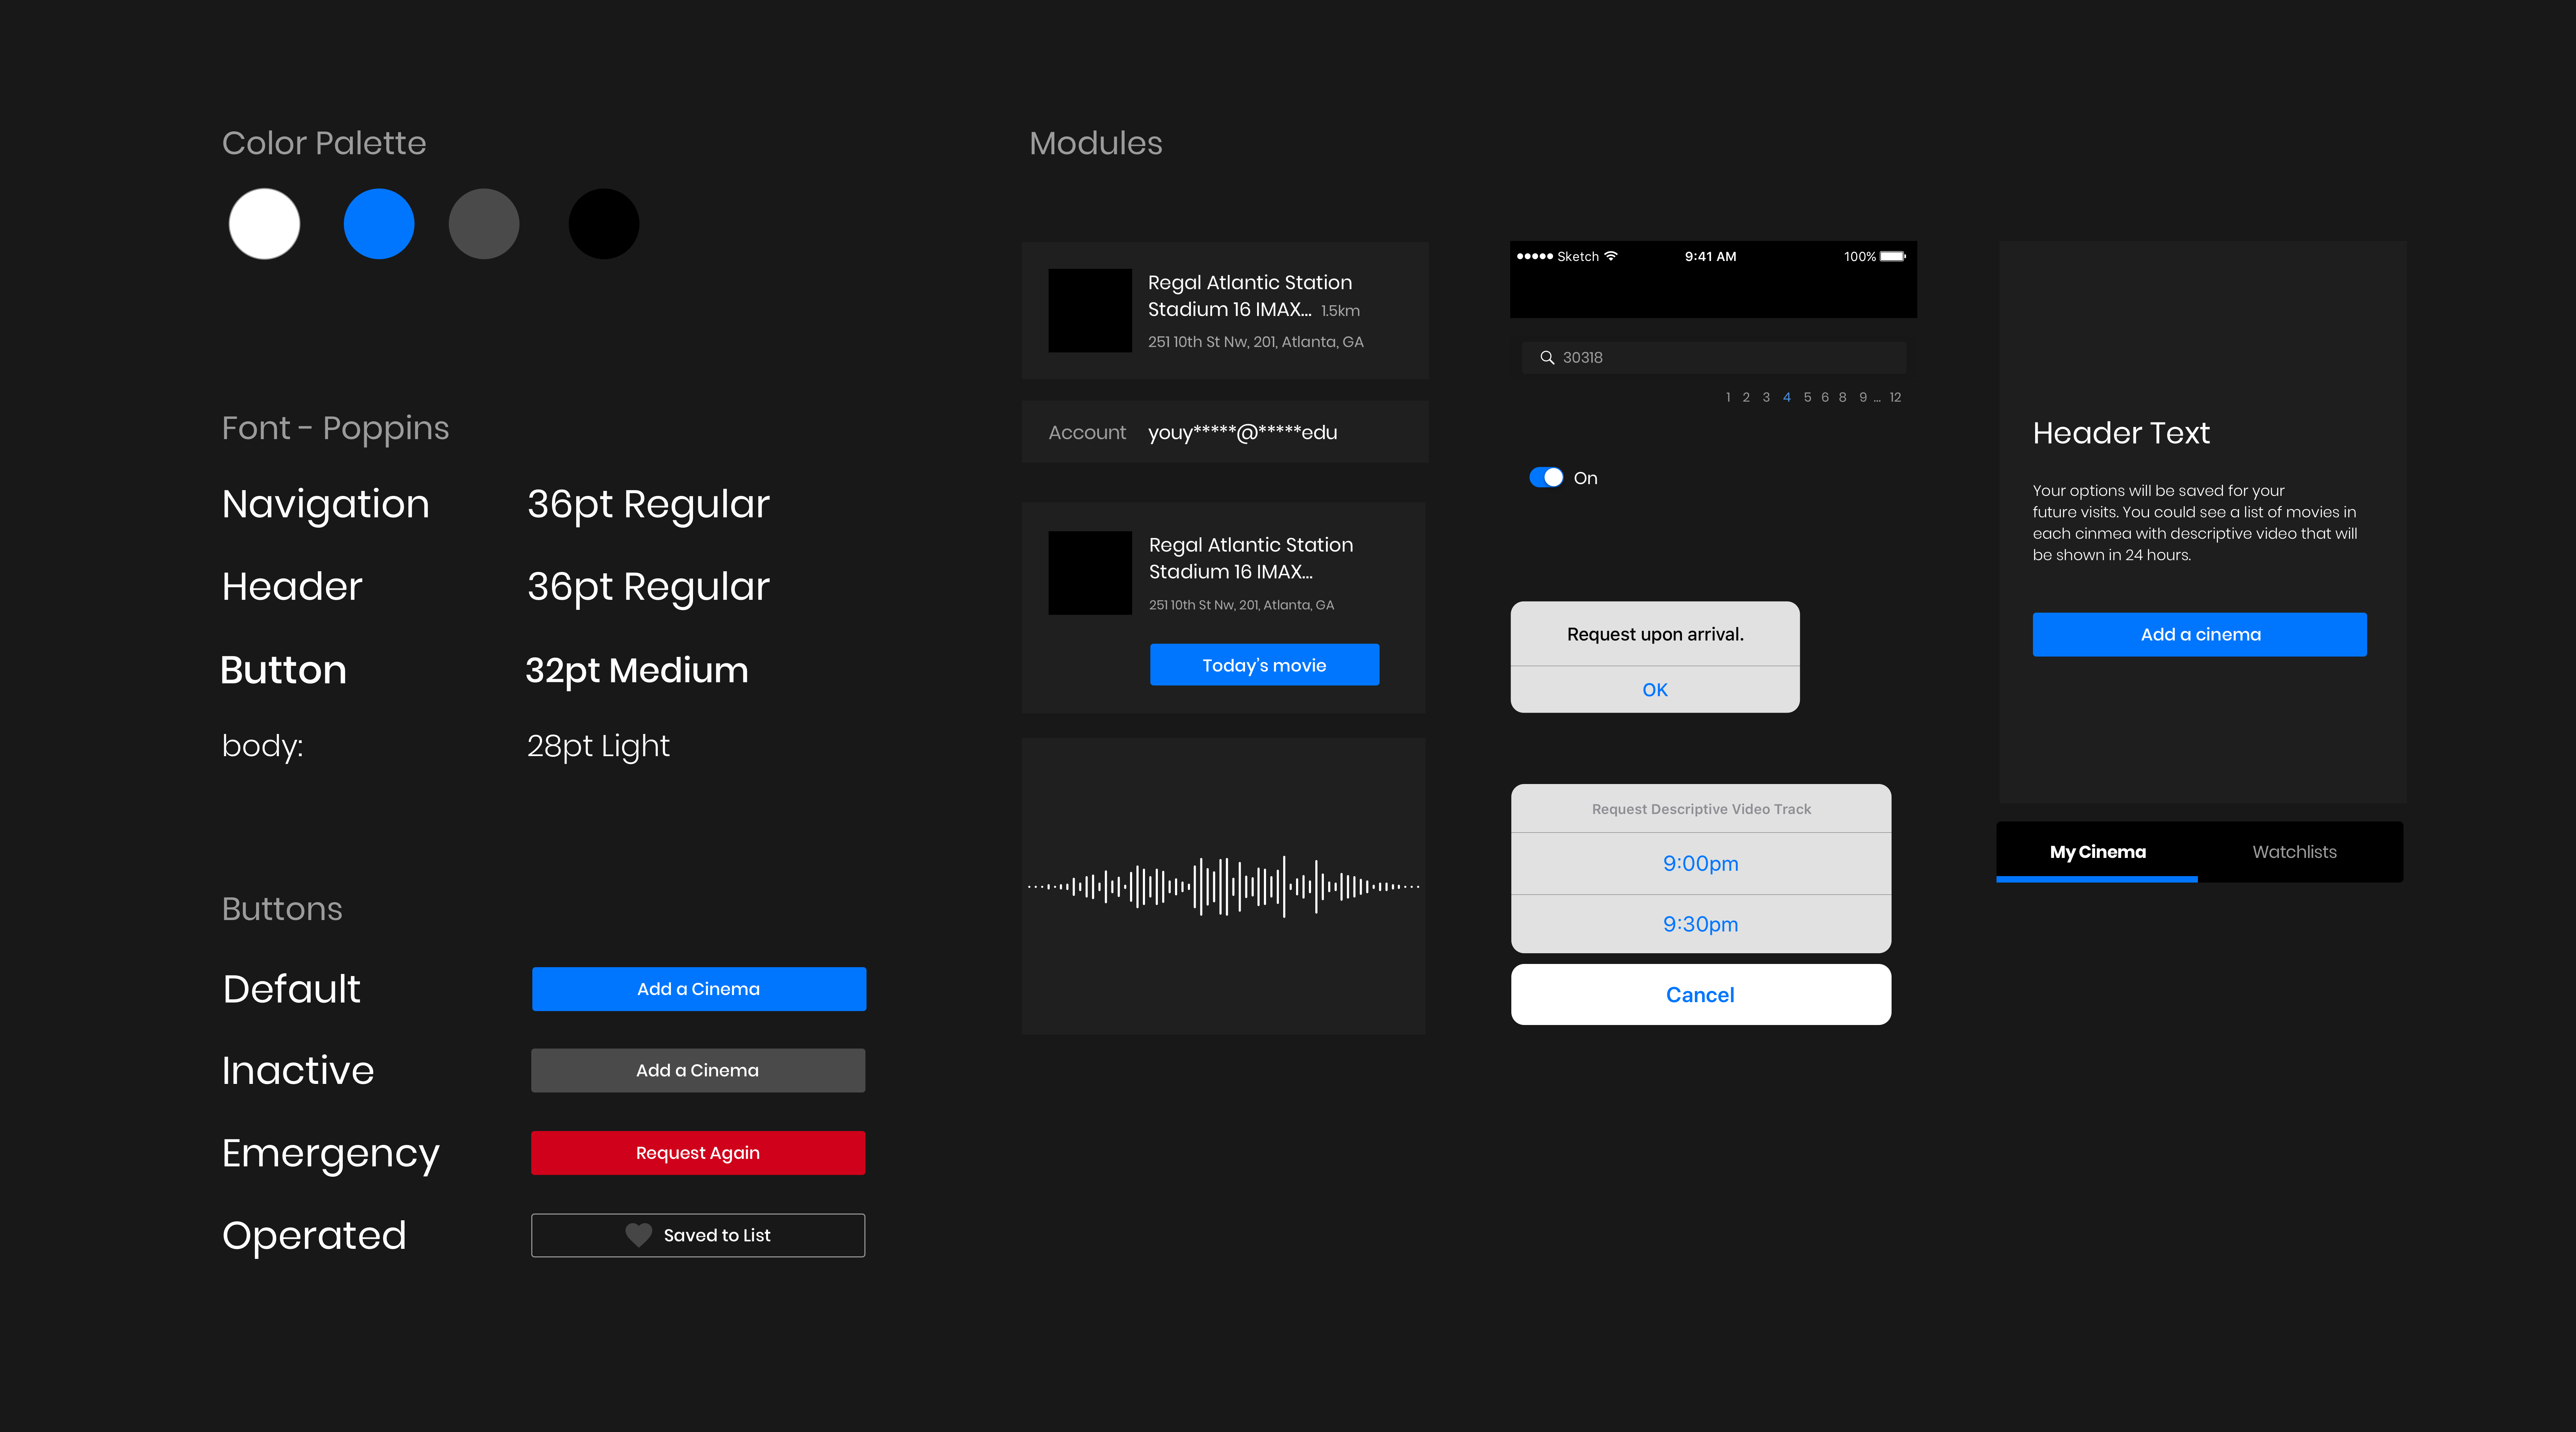 Color Palette
Font - Poppins
Navigation 36pt Regular
Header 36pt Regular
Button 32pt Medium
body: 28pt Light
Buttons
Default Add a Cinema
Inactive Add a Cinema
Emergency Request Again
Operated Saved to List
Modules
Regal Atlantic Station
Stadium 16 IMAX... 1.5km
251 10th St Nw, 201, Atlanta, GA
Account youy*****@*****edu
Regal Atlantic Station
Stadium 16 IMAX...
251 10th St Nw, 201, Atlanta, GA
Today's movie
Sketch 9:41 AM 100%
30318
1 2 3 4 5 6 8 9 ... 12
On
Request upon arrival.
OK
Request Descriptive Video Track
9:00pm
9:30pm
Cancel
Header Text
Your options will be saved for your
future visits. You could see a list of movies in
each cinmea with descriptive video that will
be shown in 24 hours.
Add a cinema
My Cinema Watchlists